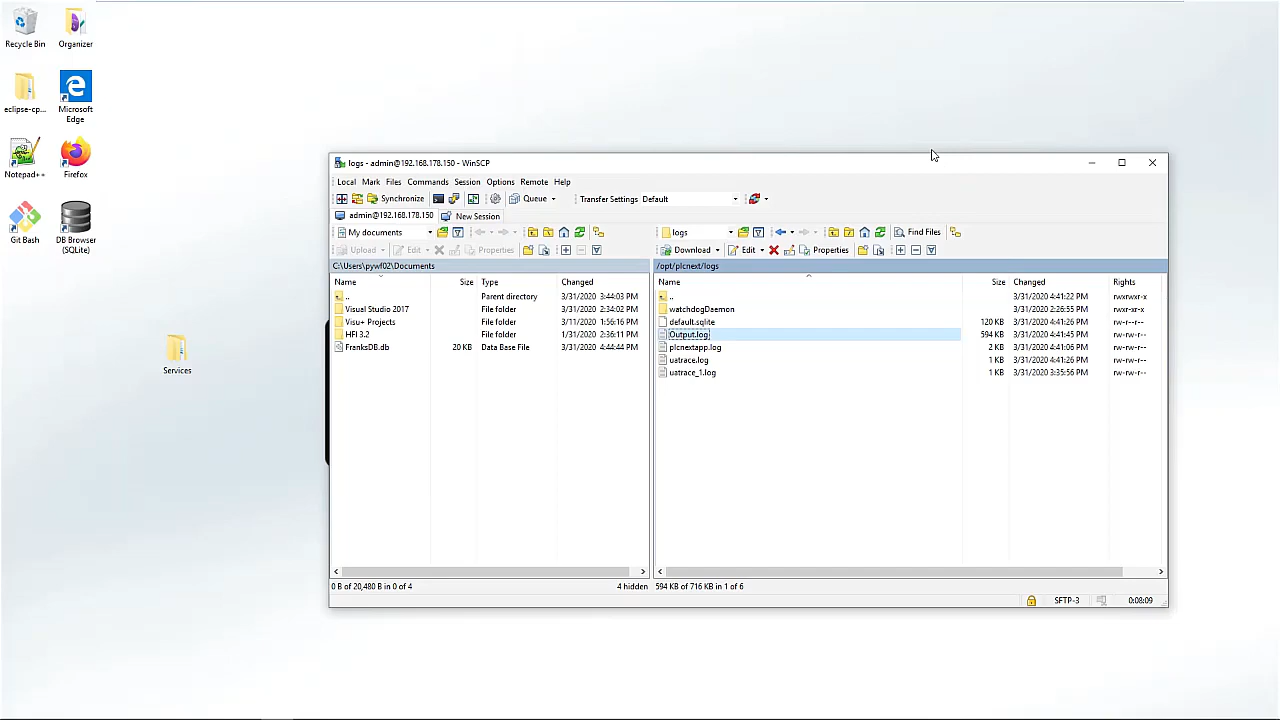 Recycle Bin
Organizer
eclipse-cp...
Microsoft
Edge
Notepad++
Firefox
Git Bash
DB Browser
(SQLite)
Services
logs - admin@192.168.178.150 - WinSCP
Local Mark Files Commands Session Options Remote Help
Synchronize Queue Transfer Settings Default
admin@192.168.178.150 New Session
My documents
logs Find Files
Upload Edit Properties
Download Edit Properties
C:\Users\pywf02\Documents
/opt/plcnext/logs
Name Size Type Changed
.. Parent directory 3/31/2020 3:44:03 PM
Visual Studio 2017 File folder 3/31/2020 2:34:02 PM
Visu+ Projects File folder 3/11/2020 1:56:16 PM
HFI 3.2 File folder 1/31/2020 2:36:11 PM
FranksDB.db 20 KB Data Base File 3/31/2020 4:44:44 PM
Name Size Changed Rights
.. 3/31/2020 4:41:22 PM rwxrwxr-x
watchdogDaemon 3/31/2020 2:26:55 PM rwxr-xr-x
default.sqlite 120 KB 3/31/2020 4:41:26 PM rw-r--r--
Output.log 594 KB 3/31/2020 4:41:45 PM rw-rw-r--
plcnextapp.log 2 KB 3/31/2020 4:41:06 PM rw-rw-r--
uatrace.log 1 KB 3/31/2020 4:41:26 PM rw-rw-r--
uatrace_1.log 1 KB 3/31/2020 3:35:56 PM rw-rw-r--
0 B of 20,480 B in 0 of 4 4 hidden
594 KB of 716 KB in 1 of 6
SFTP-3 0:08:09